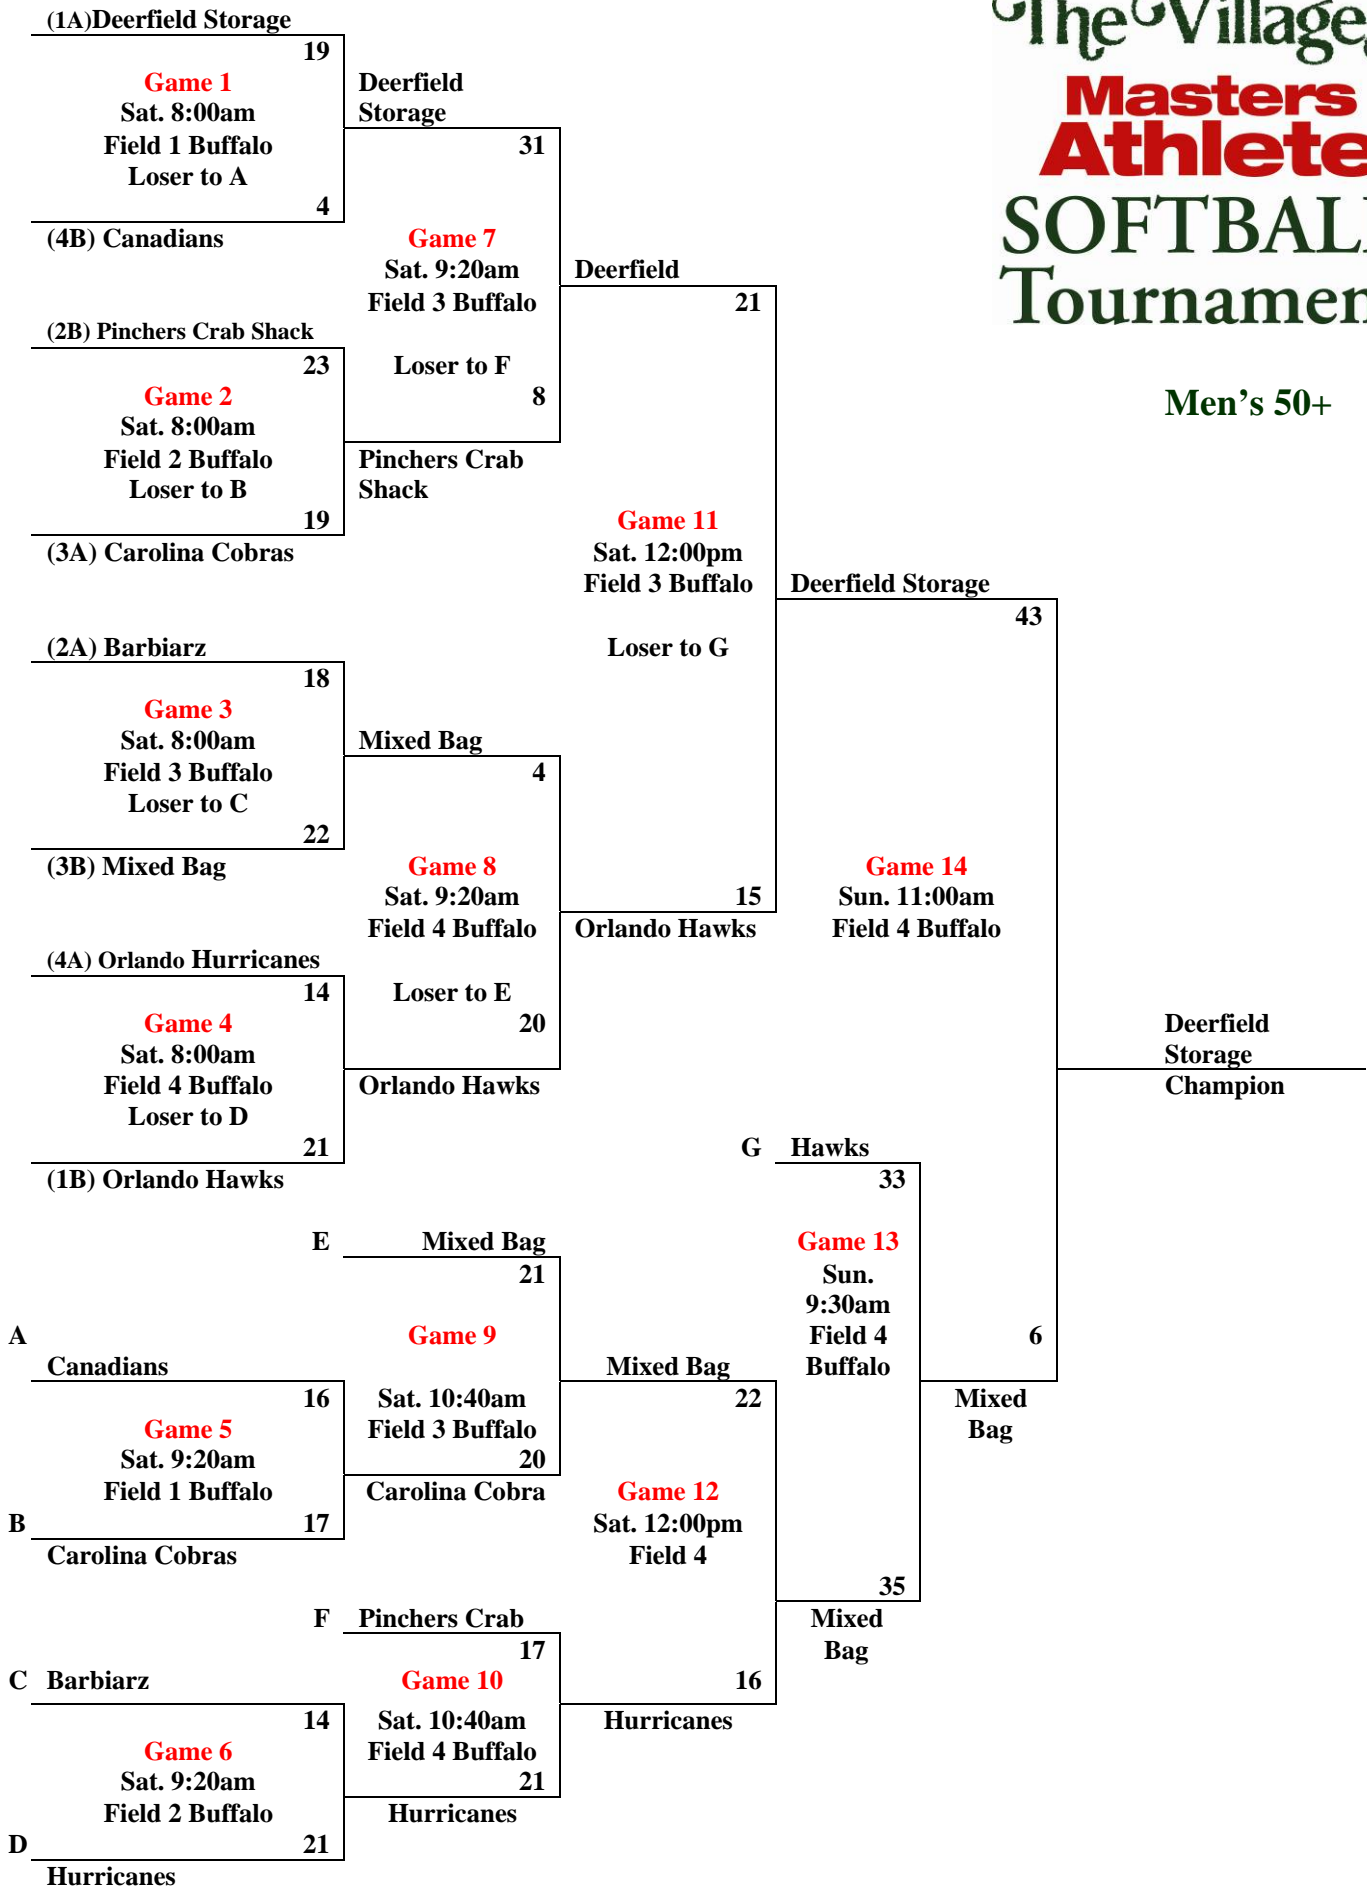 (1A)Deerfield Storage
19
Game 1
Sat. 8:00am
Field 1 Buffalo
Loser to A
4
(4B) Canadians
(2B) Pinchers Crab Shack
23
Game 2
Sat. 8:00am
Field 2 Buffalo
Loser to B
19
(3A) Carolina Cobras
(2A) Barbiarz
18
Game 3
Sat. 8:00am
Field 3 Buffalo
Loser to C
22
(3B) Mixed Bag
(4A) Orlando Hurricanes
14
Game 4
Sat. 8:00am
Field 4 Buffalo
Loser to D
21
(1B) Orlando Hawks
Deerfield
Storage
31
Game 7
Sat. 9:20am
Field 3 Buffalo
Loser to F
8
Pinchers Crab
Shack
Mixed Bag
4
Game 8
Sat. 9:20am
Field 4 Buffalo
Loser to E
20
Orlando Hawks
Deerfield
21
Game 11
Sat. 12:00pm
Field 3 Buffalo
Loser to G
15
Orlando Hawks
Deerfield Storage
43
Game 14
Sun. 11:00am
Field 4 Buffalo
6
Mixed
Bag
Deerfield
Storage
Champion
The Village
Masters
Athlete
SOFTBALL
Tournamen
Men’s 50+
A
Canadians
16
Game 5
Sat. 9:20am
Field 1 Buffalo
17
B
Carolina Cobras
C Barbiarz
14
Game 6
Sat. 9:20am
Field 2 Buffalo
21
D
Hurricanes
E Mixed Bag
21
Game 9
Sat. 10:40am
Field 3 Buffalo
20
Carolina Cobra
F Pinchers Crab
17
Game 10
Sat. 10:40am
Field 4 Buffalo
21
Hurricanes
Mixed Bag
22
Game 12
Sat. 12:00pm
Field 4
16
Hurricanes
G Hawks
33
Game 13
Sun.
9:30am
Field 4
Buffalo
35
Mixed
Bag